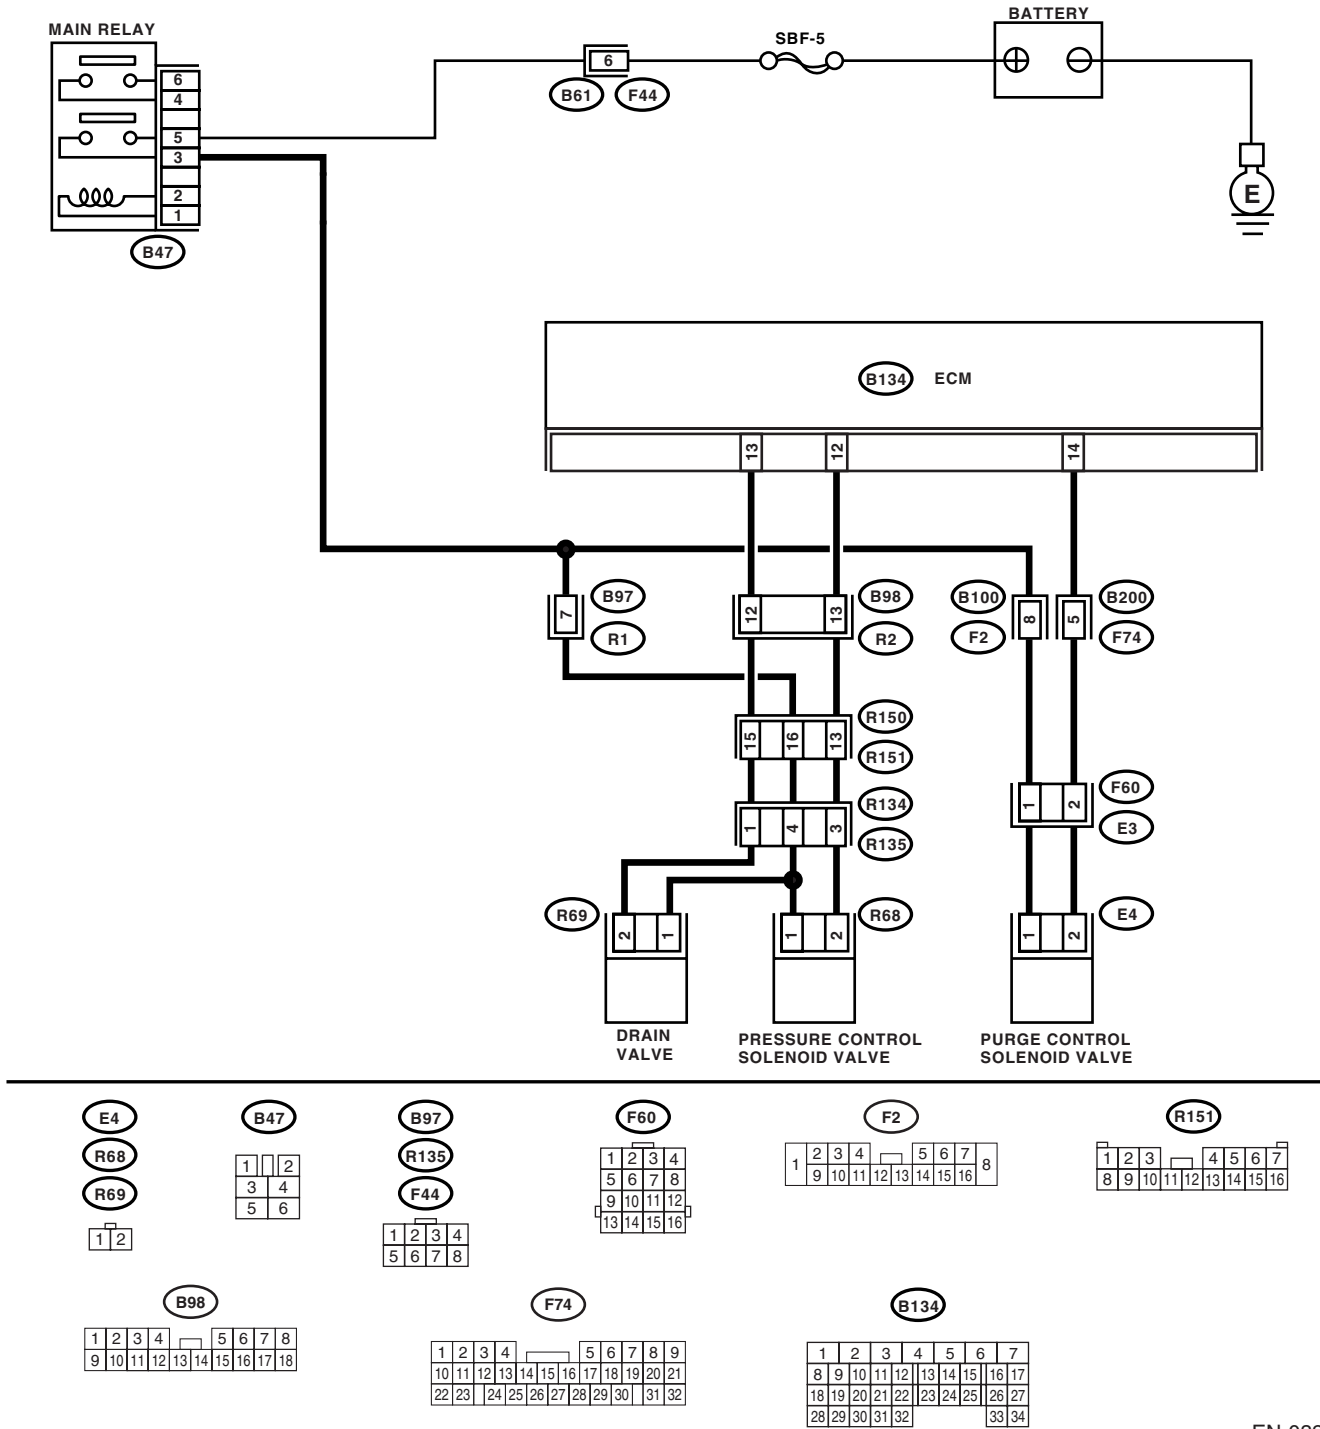 BATTERY
MAIN RELAY
SBF-5
6
B61 F44
6
4
5
3
2
1
B47
E
B134 ECM
13 12 14
7
B97
R1
12 13
B98
R2
B100
F2
8 5
B200
F74
15 16 13
R150
R151
1 4 3
R134
R135
1 2
F60
E3
R69
2 1
1 2
R68
1 2
E4
DRAIN
VALVE
PRESSURE CONTROL
SOLENOID VALVE
PURGE CONTROL
SOLENOID VALVE
E4
R68
R69
1 2
B47
1 2
3 4
5 6
B97
R135
F44
1 2 3 4
5 6 7 8
F60
1 2 3 4
5 6 7 8
9 10 11 12
13 14 15 16
F2
1 2 3 4 5 6 7 8
9 10 11 12 13 14 15 16
R151
1 2 3 4 5 6 7
8 9 10 11 12 13 14 15 16
B98
1 2 3 4 5 6 7 8
9 10 11 12 13 14 15 16 17 18
F74
1 2 3 4 5 6 7 8 9
10 11 12 13 14 15 16 17 18 19 20 21
22 23 24 25 26 27 28 29 30 31 32
B134
1 2 3 4 5 6 7
8 9 10 11 12 13 14 15 16 17
18 19 20 21 22 23 24 25 26 27
28 29 30 31 32 33 34